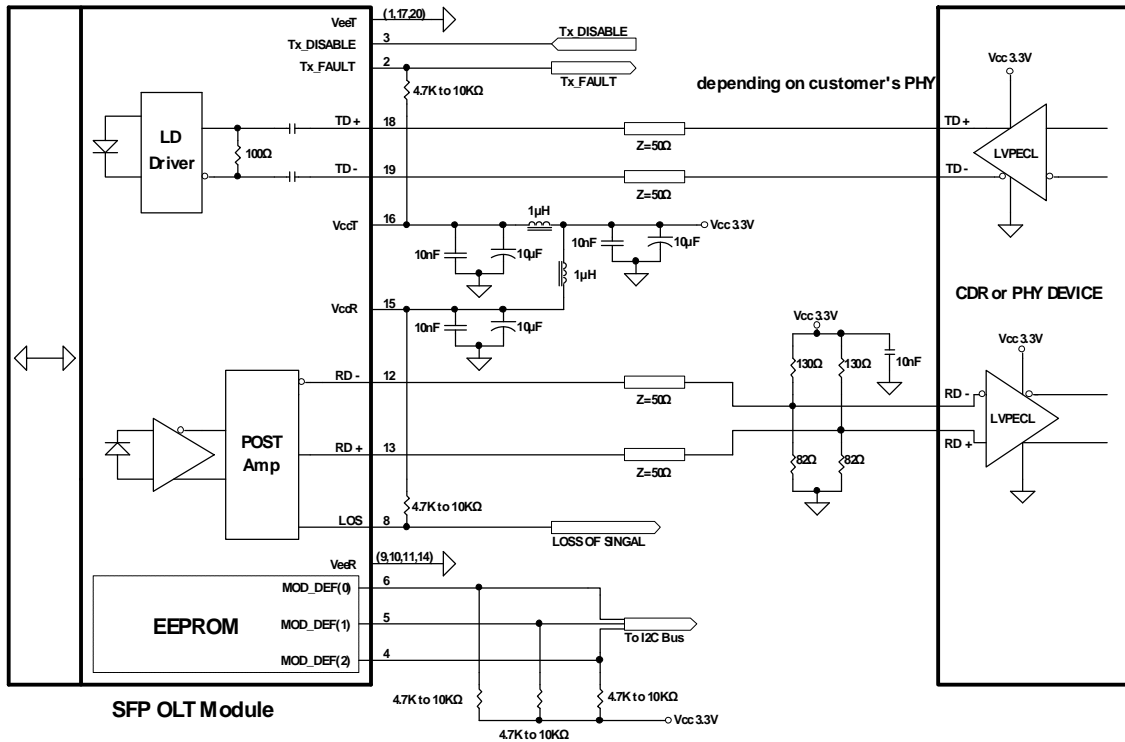 VeeT (1,17,20)
Tx_DISABLE 3 Tx_DISABLE
Tx_FAULT 2 Tx_FAULT
4.7K to 10KΩ
depending on customer's PHY
Vcc 3.3V
LD
Driver
100Ω
TD + 18 Z=50Ω TD +
LVPECL
TD - 19 Z=50Ω TD -
VccT 16 1µH Vcc 3.3V
10nF 10µF 10nF 10µF
1µH
VccR 15
10nF 10µF
CDR or PHY DEVICE
Vcc 3.3V
Vcc 3.3V
130Ω 130Ω 10nF
RD - 12 Z=50Ω RD -
LVPECL
POST
Amp
RD + 13 Z=50Ω RD +
82Ω 82Ω
4.7K to 10KΩ
LOS 8 LOSS OF SINGAL
VeeR (9,10,11,14)
MOD_DEF(0) 6
EEPROM MOD_DEF(1) 5 To I2C Bus
MOD_DEF(2) 4
4.7K to 10KΩ 4.7K to 10KΩ
4.7K to 10KΩ Vcc 3.3V
SFP OLT Module